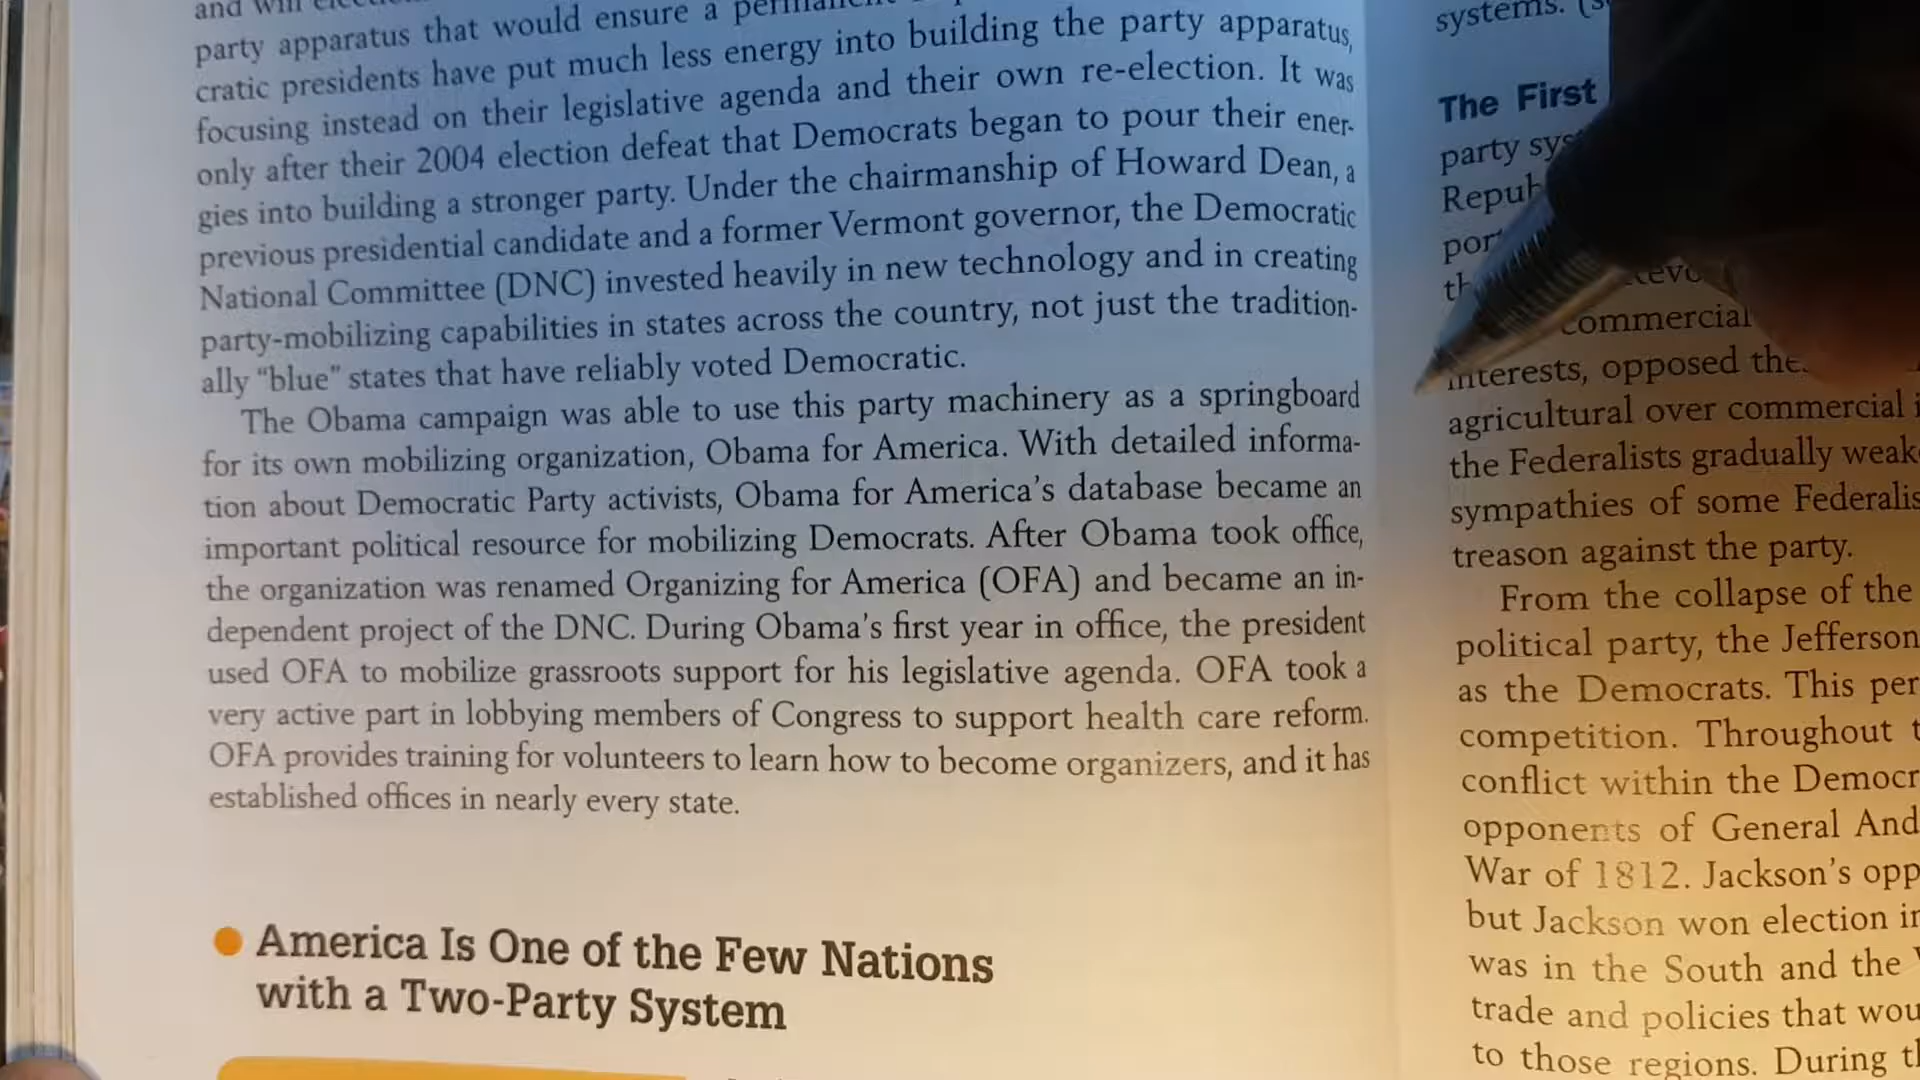 and will
party apparatus that would ensure a
cratic presidents have put much less energy into building the party apparatus,
focusing instead on their legislative agenda and their own re-election. It was
only after their 2004 election defeat that Democrats began to pour their ener-
gies into building a stronger party. Under the chairmanship of Howard Dean, a
previous presidential candidate and a former Vermont governor, the Democratic
National Committee (DNC) invested heavily in new technology and in creating
party-mobilizing capabilities in states across the country, not just the tradition-
ally “blue” states that have reliably voted Democratic.
The Obama campaign was able to use this party machinery as a springboard
for its own mobilizing organization, Obama for America. With detailed informa-
tion about Democratic Party activists, Obama for America’s database became an
important political resource for mobilizing Democrats. After Obama took office,
the organization was renamed Organizing for America (OFA) and became an in-
dependent project of the DNC. During Obama’s first year in office, the president
used OFA to mobilize grassroots support for his legislative agenda. OFA took a
very active part in lobbying members of Congress to support health care reform.
OFA provides training for volunteers to learn how to become organizers, and it has
established offices in nearly every state.
America Is One of the Few Nations
with a Two-Party System
systems.
The First
party
commercial
interests, opposed
agricultural over commercial
the Federalists gradually
sympathies of some
treason against the party.
From the collapse of the
political party, the
as the Democrats. This
competition. Throughout
conflict within the
opponents of General
War of 1812. Jackson’s
but Jackson won election
was in the South and the
trade and policies that
to those regions. During